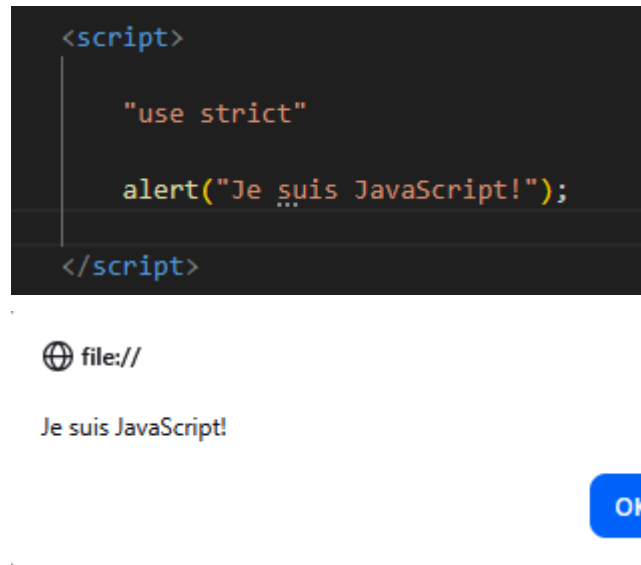 <script>
"use strict"
alert("Je suis JavaScript!");
</script>
file://
Je suis JavaScript!
OK